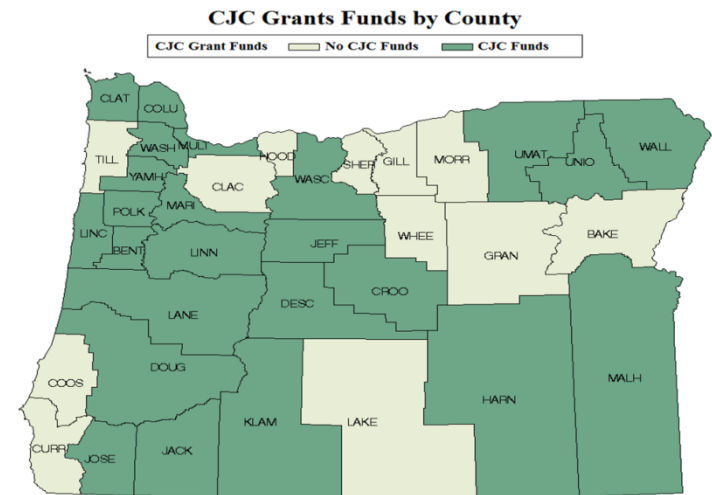 CJC Grants Funds by County
CJC Grant Funds No CJC Funds CJC Funds
CLAT
COLU
TILL
WASH
MULT
HOOD
SHER
GILL
MORR
UMAT
UNIO
WALL
YAMH
CLAC
WASC
POLK
MARI
LINC
BENT
LINN
JEFF
WHEE
GRAN
BAKE
LANE
DESC
CROO
COOS
DOUG
KLAM
LAKE
HARN
MALH
CURR
JOSE
JACK